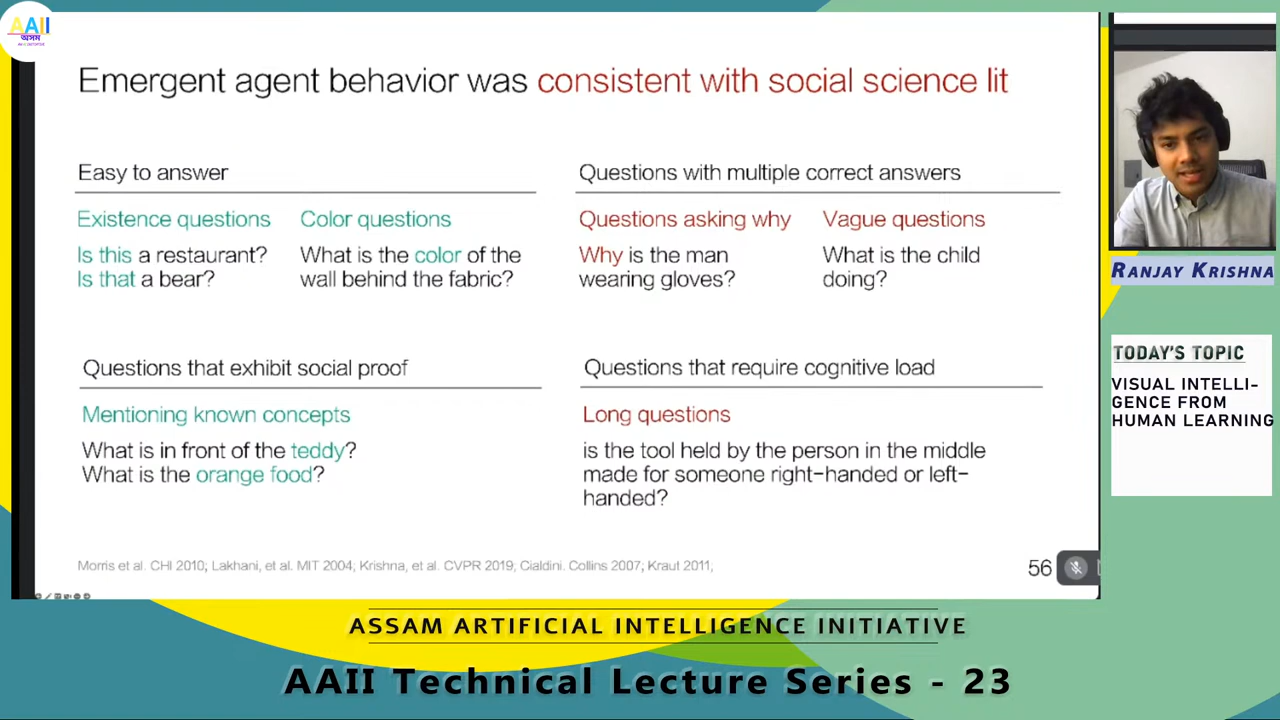 AAII
অসম
Emergent agent behavior was consistent with social science lit
Easy to answer
Existence questions
Is this a restaurant?
Is that a bear?
Color questions
What is the color of the
wall behind the fabric?
Questions with multiple correct answers
Questions asking why
Why is the man
wearing gloves?
Vague questions
What is the child
doing?
Questions that exhibit social proof
Mentioning known concepts
What is in front of the teddy?
What is the orange food?
Questions that require cognitive load
Long questions
is the tool held by the person in the middle
made for someone right-handed or left-
handed?
Morris et al. CHI 2010; Lakhani, et al. MIT 2004; Krishna, et al. CVPR 2019, Cialdini. Collins 2007; Kraut 2011,
56
RANJAY KRISHNA
TODAY'S TOPIC
VISUAL INTELLI-
GENCE FROM
HUMAN LEARNING
ASSAM ARTIFICIAL INTELLIGENCE INITIATIVE
AAII Technical Lecture Series - 23